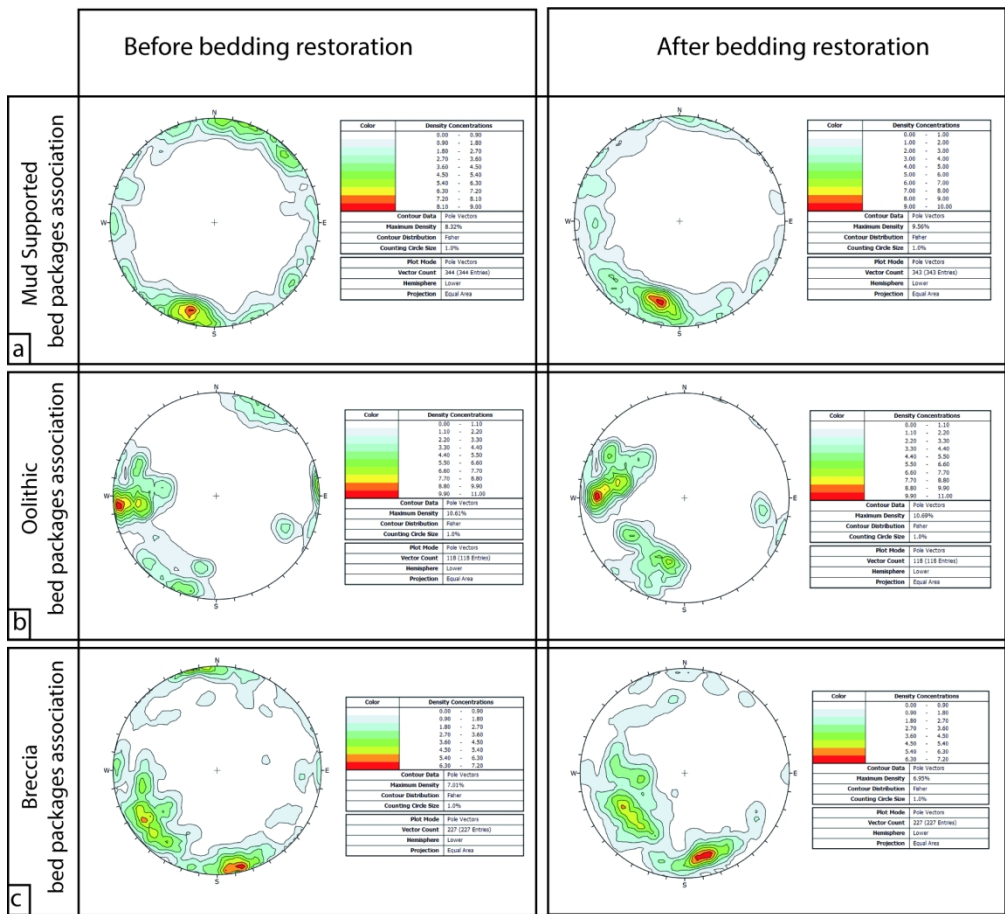 Before bedding restoration
After bedding restoration
Mud Supported
bed packages association
a
N
W
E
S
Color Density Concentrations
0.00 - 0.90
0.90 - 1.80
1.80 - 2.70
2.70 - 3.60
3.60 - 4.50
4.50 - 5.40
5.40 - 6.30
6.30 - 7.20
7.20 - 8.10
8.10 - 9.00
Contour Data Pole Vectors
Maximum Density 8.32%
Contour Distribution Fisher
Counting Circle Size 1.0%
Plot Mode Pole Vectors
Vector Count 344 (344 Entries)
Hemisphere Lower
Projection Equal Area
N
W
E
S
Color Density Concentrations
0.00 - 1.00
1.00 - 2.00
2.00 - 3.00
3.00 - 4.00
4.00 - 5.00
5.00 - 6.00
6.00 - 7.00
7.00 - 8.00
8.00 - 9.00
9.00 - 10.00
Contour Data Pole Vectors
Maximum Density 9.56%
Contour Distribution Fisher
Counting Circle Size 1.0%
Plot Mode Pole Vectors
Vector Count 343 (343 Entries)
Hemisphere Lower
Projection Equal Area
Oolithic
bed packages association
b
N
W
E
S
Color Density Concentrations
0.00 - 1.10
1.10 - 2.20
2.20 - 3.30
3.30 - 4.40
4.40 - 5.50
5.50 - 6.60
6.60 - 7.70
7.70 - 8.80
8.80 - 9.90
9.90 - 11.00
Contour Data Pole Vectors
Maximum Density 10.61%
Contour Distribution Fisher
Counting Circle Size 1.0%
Plot Mode Pole Vectors
Vector Count 118 (118 Entries)
Hemisphere Lower
Projection Equal Area
N
W
E
S
Color Density Concentrations
0.00 - 1.10
1.10 - 2.20
2.20 - 3.30
3.30 - 4.40
4.40 - 5.50
5.50 - 6.60
6.60 - 7.70
7.70 - 8.80
8.80 - 9.90
9.90 - 11.00
Contour Data Pole Vectors
Maximum Density 10.69%
Contour Distribution Fisher
Counting Circle Size 1.0%
Plot Mode Pole Vectors
Vector Count 118 (118 Entries)
Hemisphere Lower
Projection Equal Area
Breccia
bed packages association
c
N
W
E
S
Color Density Concentrations
0.00 - 0.90
0.90 - 1.80
1.80 - 2.70
2.70 - 3.60
3.60 - 4.50
4.50 - 5.40
5.40 - 6.30
6.30 - 7.20
Contour Data Pole Vectors
Maximum Density 7.01%
Contour Distribution Fisher
Counting Circle Size 1.0%
Plot Mode Pole Vectors
Vector Count 227 (227 Entries)
Hemisphere Lower
Projection Equal Area
N
W
E
S
Color Density Concentrations
0.00 - 0.90
0.90 - 1.80
1.80 - 2.70
2.70 - 3.60
3.60 - 4.50
4.50 - 5.40
5.40 - 6.30
6.30 - 7.20
Contour Data Pole Vectors
Maximum Density 6.95%
Contour Distribution Fisher
Counting Circle Size 1.0%
Plot Mode Pole Vectors
Vector Count 227 (227 Entries)
Hemisphere Lower
Projection Equal Area